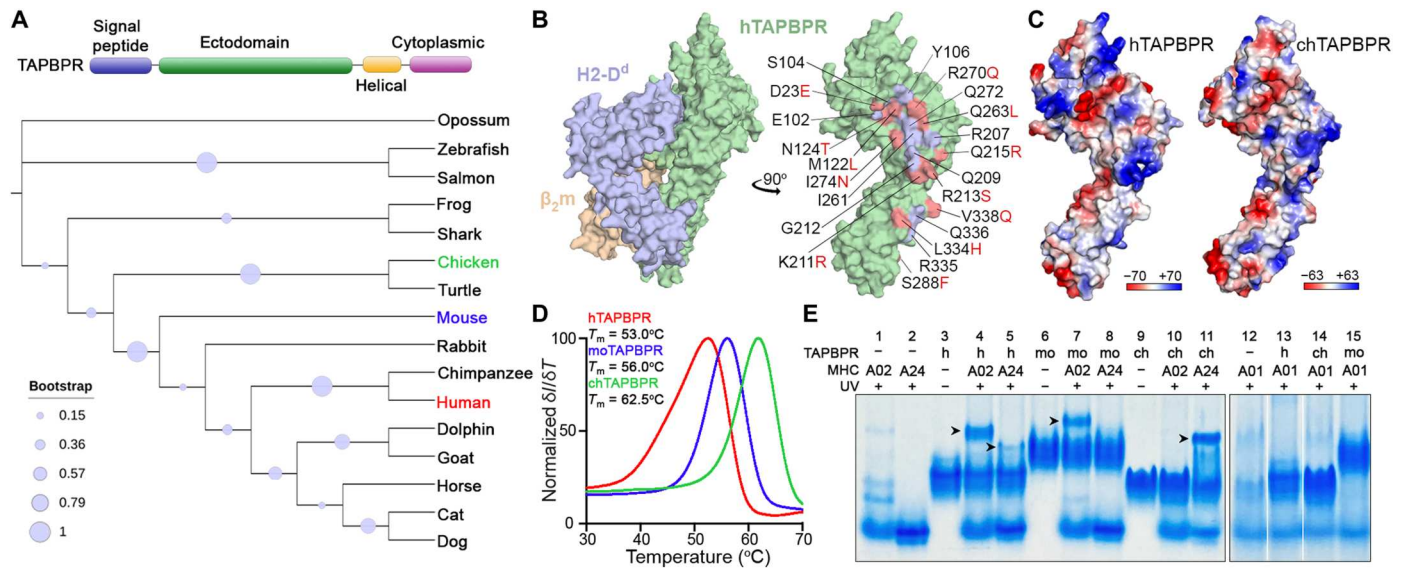 A
Signal
peptide
Ectodomain
Cytoplasmic
TAPBPR
Helical
Opossum
Zebrafish
Salmon
Frog
Shark
Chicken
Turtle
Mouse
Rabbit
Chimpanzee
Human
Dolphin
Goat
Horse
Cat
Dog
Bootstrap
0.15
0.36
0.57
0.79
1
B
hTAPBPR
H2-Dᵈ
β₂m
90º
S104
D23E
E102
N124T
M122L
I274N
I261
G212
K211R
Y106
R270Q
Q272
Q263L
R207
Q215R
Q209
R213S
V338Q
Q336
L334H
R335
S288F
C
hTAPBPR
chTAPBPR
−70 +70
−63 +63
D
hTAPBPR
Tm = 53.0ºC
moTAPBPR
Tm = 56.0ºC
chTAPBPR
Tm = 62.5ºC
Normalized δI/δT
100
50
0
30 40 50 60 70
Temperature (ºC)
E
1 2 3 4 5 6 7 8 9 10 11 12 13 14 15
TAPBPR – – h h h mo mo mo ch ch ch – h ch mo
MHC A02 A24 – A02 A24 – A02 A24 – A02 A24 A01 A01 A01 A01
UV + + – + + – + + – + + + + + +